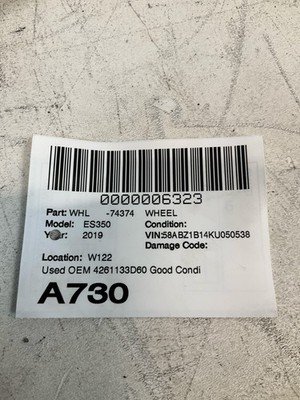 0000006323
Part: WHL -74374 WHEEL
Model: ES350 Condition:
Year: 2019 VIN:58ABZ1B14KU050538
Damage Code:
Location: W122
Used OEM 4261133D60 Good Condi
A730